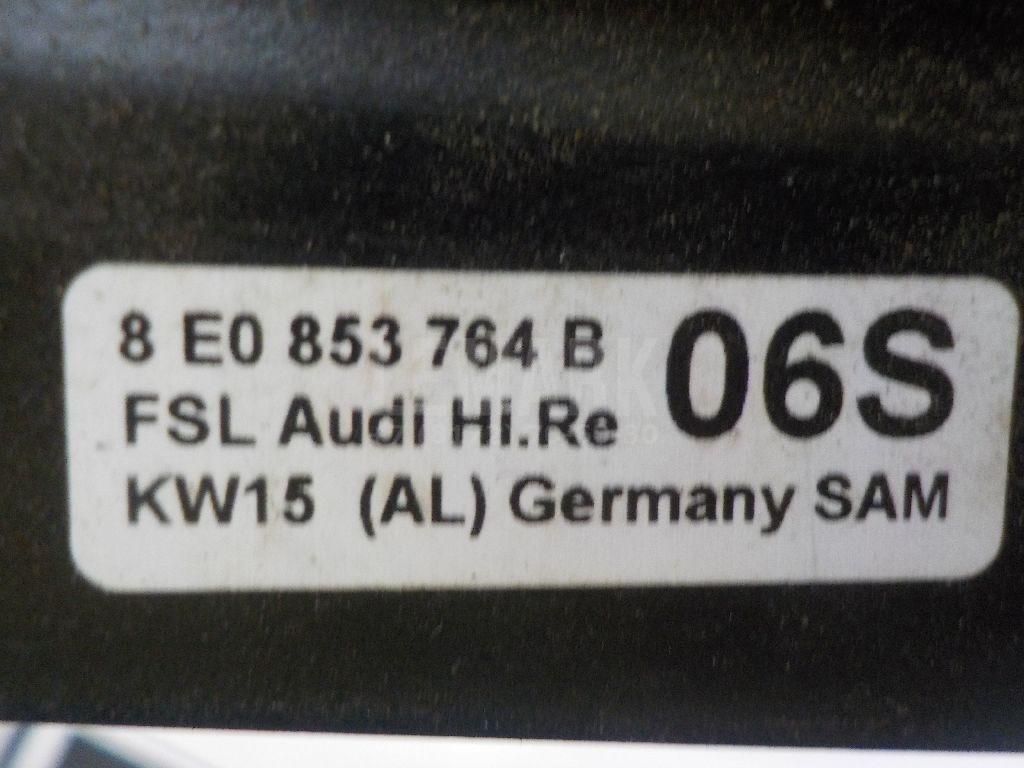 8 E0 853 764 B 06S
FSL Audi Hi.Re
KW15 (AL) Germany SAM